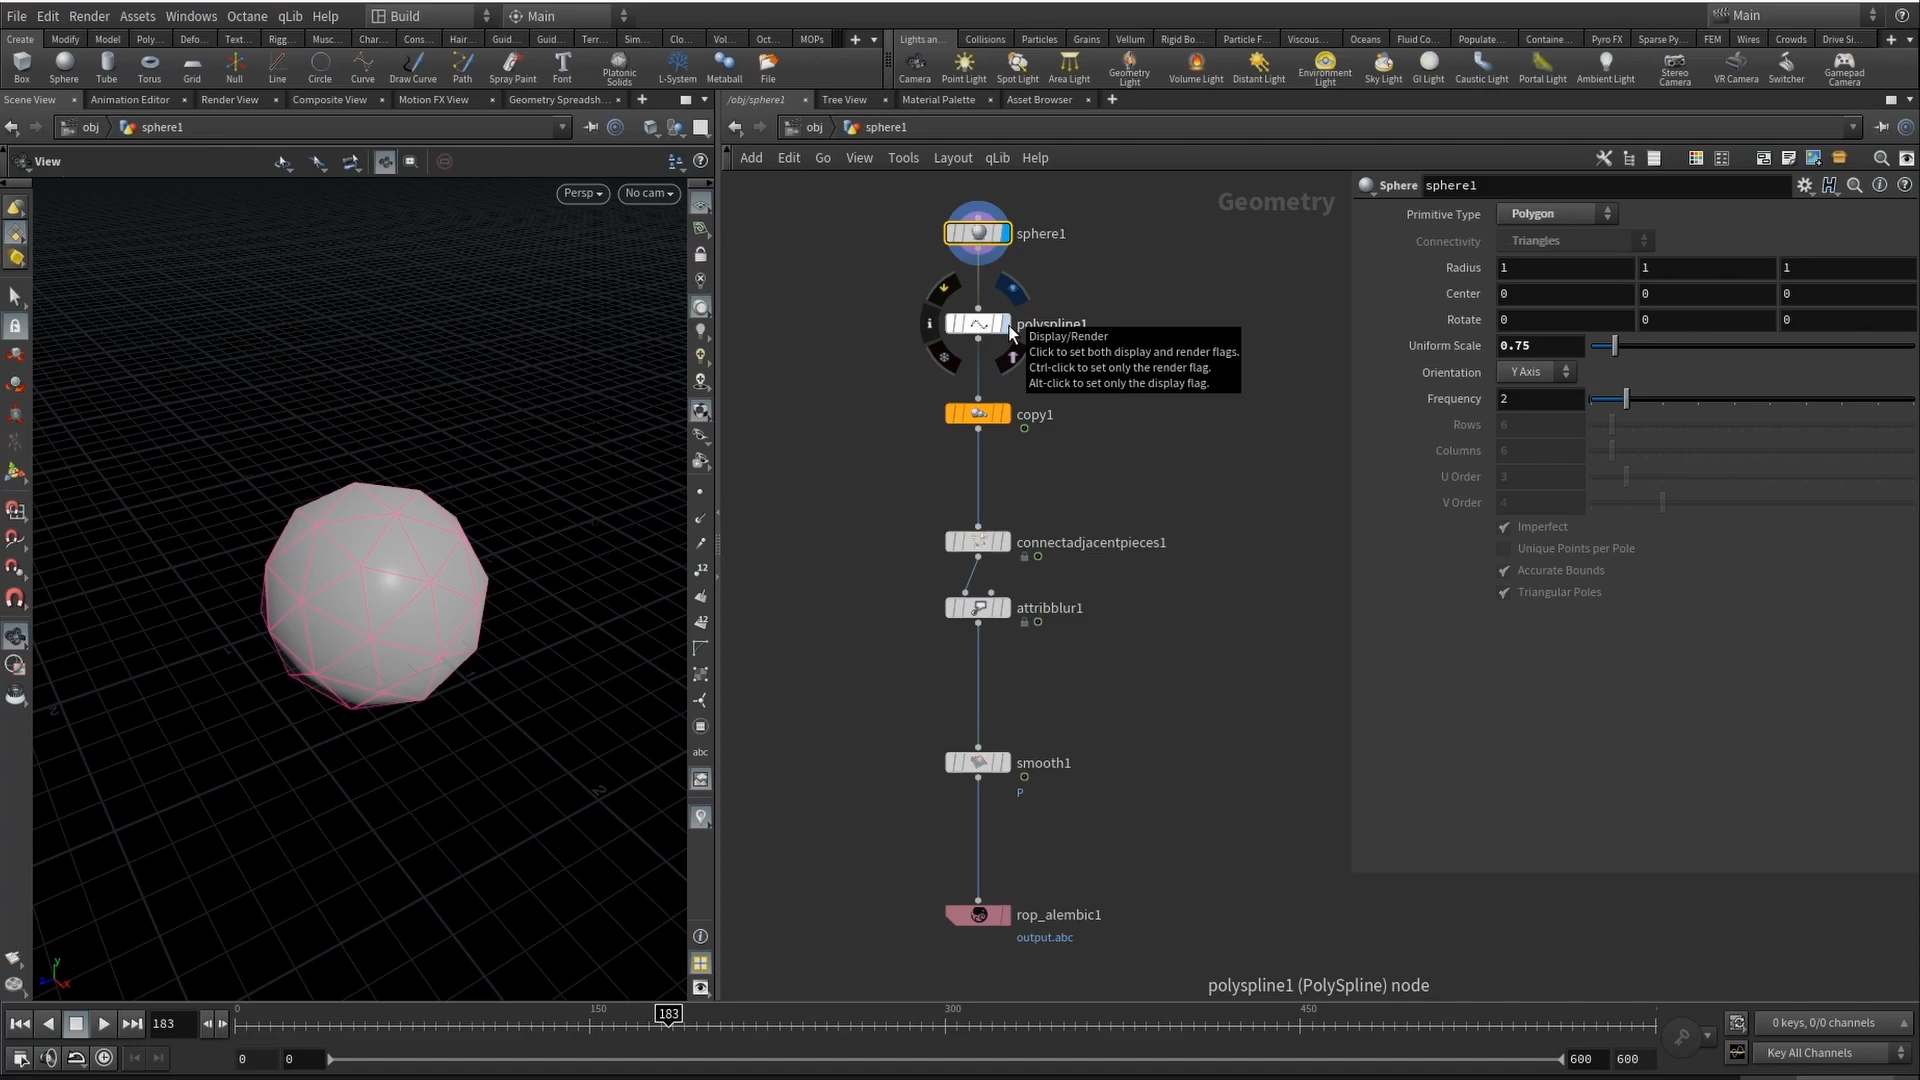 File Edit Render Assets Windows Octane qLib Help Build Main Main
Create Modify Model Poly... Defo... Text... Rigg... Musc... Char... Cons... Hair... Guid... Guid... Terr... Sim... Clo... Vol... Oct... MOPs
Lights an... Collisions Particles Grains Vellum Rigid Bo... Particle F... Viscous... Oceans Fluid Co... Populate... Containe... Pyro FX Sparse Py... FEM Wires Crowds Drive Si...
Box Sphere Tube Torus Grid Null Line Circle Curve Draw Curve Path Spray Paint Font Platonic Solids L-System Metaball File
Camera Point Light Spot Light Area Light Geometry Light Volume Light Distant Light Environment Light Sky Light GI Light Caustic Light Portal Light Ambient Light Stereo Camera VR Camera Switcher Gamepad Camera
Scene View Animation Editor Render View Composite View Motion FX View Geometry Spreadsh...
/obj/sphere1 Tree View Material Palette Asset Browser
obj sphere1
obj sphere1
View
Add Edit Go View Tools Layout qLib Help
Persp No cam
Geometry
sphere1
polyspline1
Display/Render
Click to set both display and render flags.
Ctrl-click to set only the render flag.
Alt-click to set only the display flag.
copy1
connectadjacentpieces1
attribblur1
smooth1
P
rop_alembic1
output.abc
polyspline1 (PolySpline) node
Sphere sphere1
Primitive Type Polygon
Connectivity Triangles
Radius 1 1 1
Center 0 0 0
Rotate 0 0 0
Uniform Scale 0.75
Orientation Y Axis
Frequency 2
Rows 6
Columns 6
U Order 3
V Order 4
Imperfect
Unique Points per Pole
Accurate Bounds
Triangular Poles
12
12
abc
y
x
z
2
1
0 150 183 300 450
183
0 0 600 600
0 keys, 0/0 channels
Key All Channels